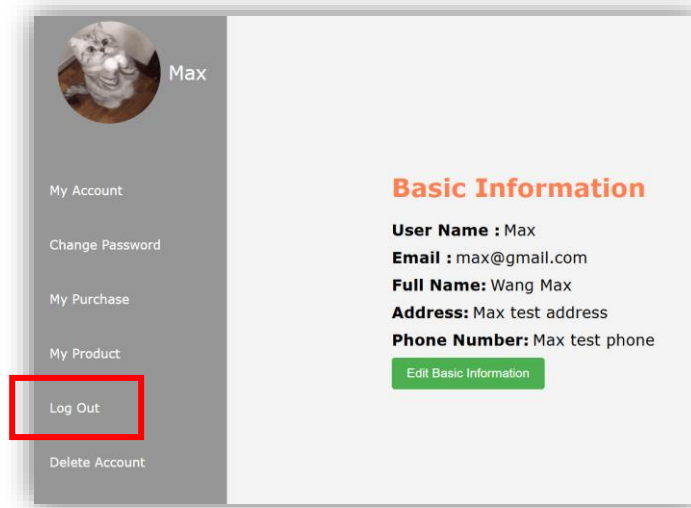 Max
My Account
Change Password
My Purchase
My Product
Log Out
Delete Account
Basic Information
User Name : Max
Email : max@gmail.com
Full Name: Wang Max
Address: Max test address
Phone Number: Max test phone
Edit Basic Information